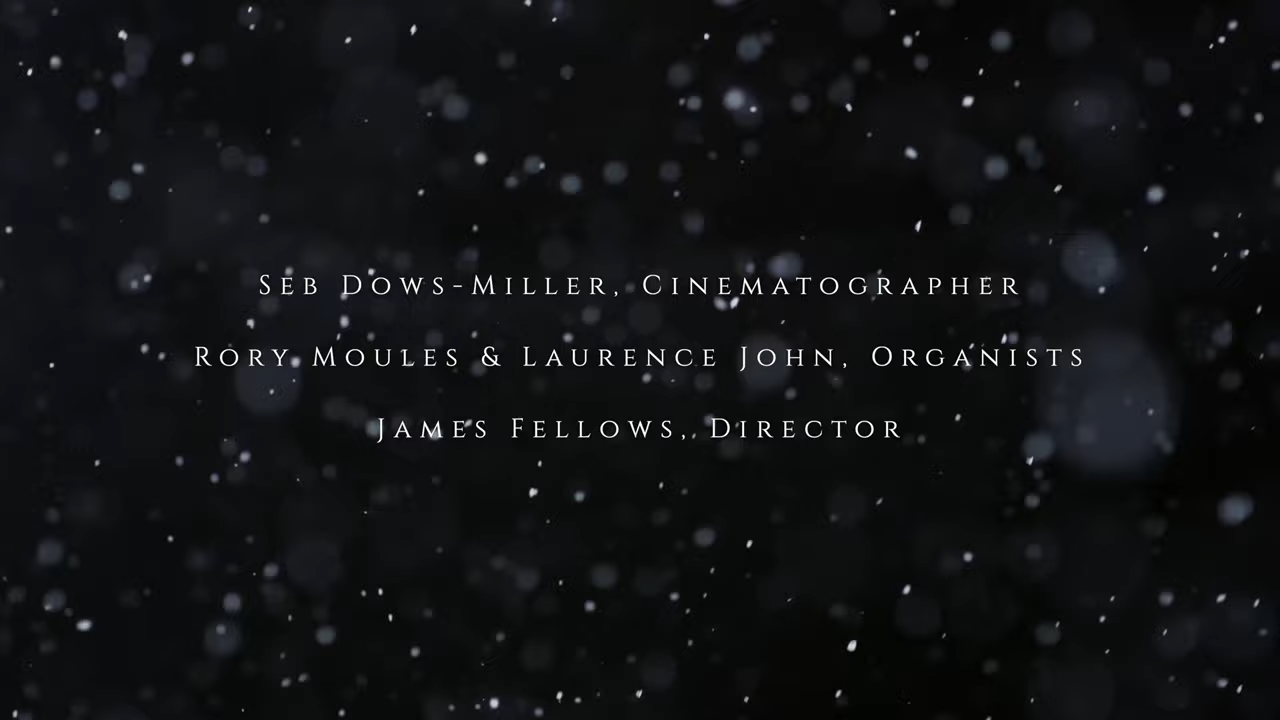 Seb Dows-Miller, Cinematographer
Rory Moules & Laurence John, Organists
James Fellows, Director